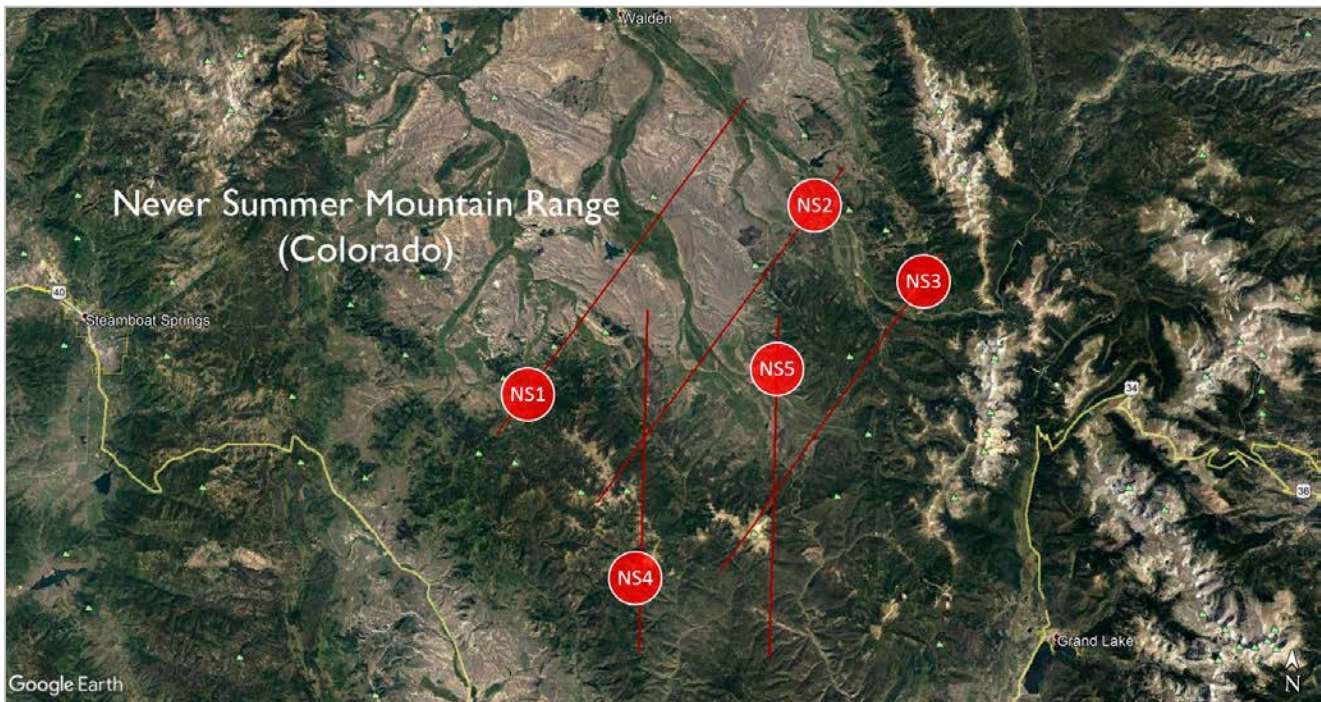 Walden
Never Summer Mountain Range
(Colorado)
NS2
NS3
40
Steamboat Springs
NS5
NS1
34
36
NS4
Grand Lake
Google Earth
N